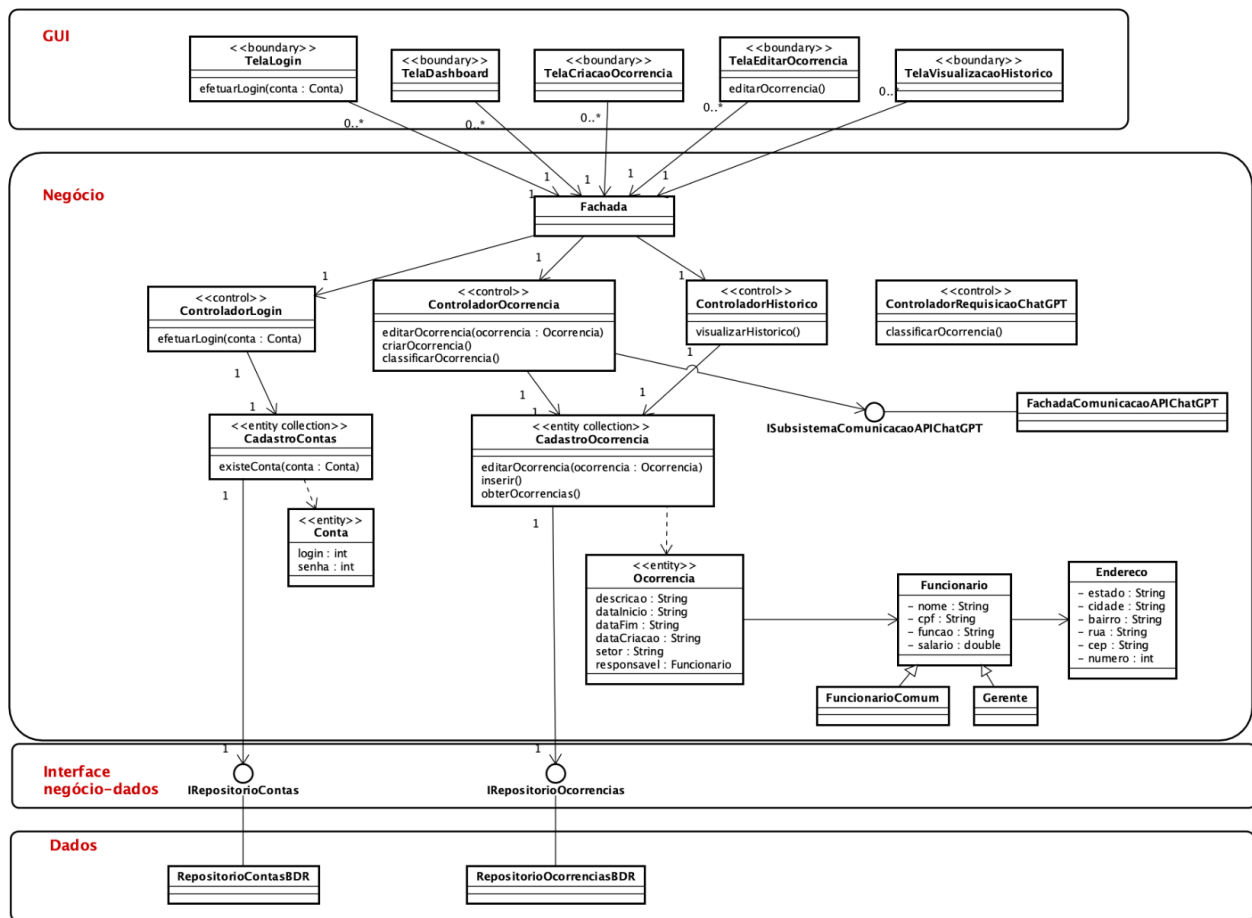 GUI
<<boundary>>
TelaLogin
efetuarLogin(conta : Conta)
<<boundary>>
TelaDashboard
<<boundary>>
TelaCriacaoOcorrencia
<<boundary>>
TelaEditarOcorrencia
editarOcorrencia()
<<boundary>>
TelaVisualizacaoHistorico
0..*
0..*
0..*
0..*
0..*
Negócio
1
1
1
1
1
1
Fachada
1
1
1
<<control>>
ControladorLogin
efetuarLogin(conta : Conta)
<<control>>
ControladorOcorrencia
editarOcorrencia(ocorrencia : Ocorrencia)
criarOcorrencia()
classificarOcorrencia()
<<control>>
ControladorHistorico
visualizarHistorico()
<<control>>
ControladorRequisicaoChatGPT
classificarOcorrencia()
1
1
1
1
1
1
<<entity collection>>
CadastroContas
existeConta(conta : Conta)
<<entity collection>>
CadastroOcorrencia
editarOcorrencia(ocorrencia : Ocorrencia)
inserir()
obterOcorrencias()
ISubsistemaComunicacaoAPIChatGPT
FachadaComunicacaoAPIChatGPT
1
1
<<entity>>
Conta
login : int
senha : int
<<entity>>
Ocorrencia
descricao : String
dataInicio : String
dataFim : String
dataCriacao : String
setor : String
responsavel : Funcionario
Funcionario
- nome : String
- cpf : String
- funcao : String
- salario : double
Endereco
- estado : String
- cidade : String
- bairro : String
- rua : String
- cep : String
- numero : int
FuncionarioComum
Gerente
1
1
Interface
negócio-dados
IRepositorioContas
IRepositorioOcorrencias
Dados
RepositorioContasBDR
RepositorioOcorrenciasBDR